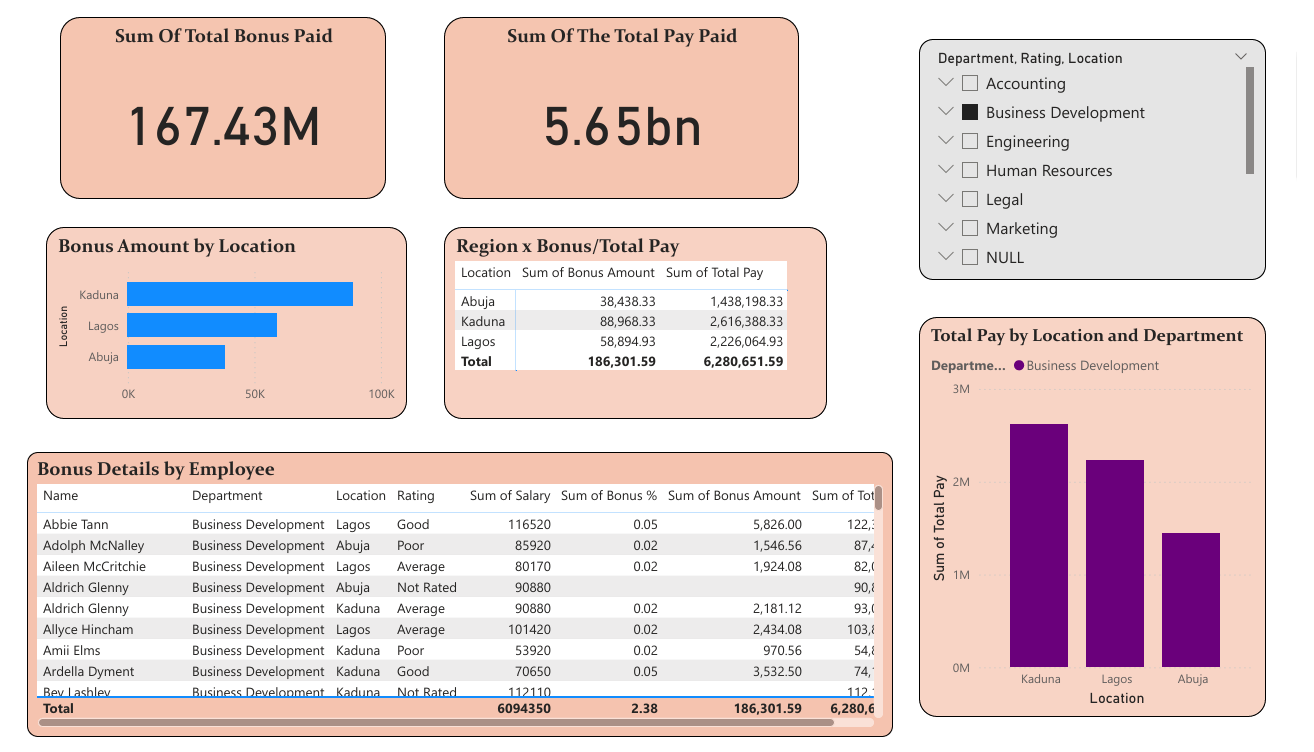 Sum Of Total Bonus Paid
167.43M
Sum Of The Total Pay Paid
5.65bn
Department, Rating, Location
Accounting
Business Development
Engineering
Human Resources
Legal
Marketing
NULL
Bonus Amount by Location
Location
Kaduna
Lagos
Abuja
0K 50K 100K
Region x Bonus/Total Pay
Location Sum of Bonus Amount Sum of Total Pay
Abuja 38,438.33 1,438,198.33
Kaduna 88,968.33 2,616,388.33
Lagos 58,894.93 2,226,064.93
Total 186,301.59 6,280,651.59
Total Pay by Location and Department
Departme... Business Development
Sum of Total Pay
3M
2M
1M
0M
Kaduna Lagos Abuja
Location
Bonus Details by Employee
Name Department Location Rating Sum of Salary Sum of Bonus % Sum of Bonus Amount Sum of Tot
Abbie Tann Business Development Lagos Good 116520 0.05 5,826.00 122,3
Adolph McNalley Business Development Abuja Poor 85920 0.02 1,546.56 87,4
Aileen McCritchie Business Development Lagos Average 80170 0.02 1,924.08 82,0
Aldrich Glenny Business Development Abuja Not Rated 90880 90,8
Aldrich Glenny Business Development Kaduna Average 90880 0.02 2,181.12 93,0
Allyce Hincham Business Development Lagos Average 101420 0.02 2,434.08 103,8
Amii Elms Business Development Kaduna Poor 53920 0.02 970.56 54,8
Ardella Dyment Business Development Kaduna Good 70650 0.05 3,532.50 74,1
Bev Lashley Business Development Kaduna Not Rated 112110 112,1
Total 6094350 2.38 186,301.59 6,280,6